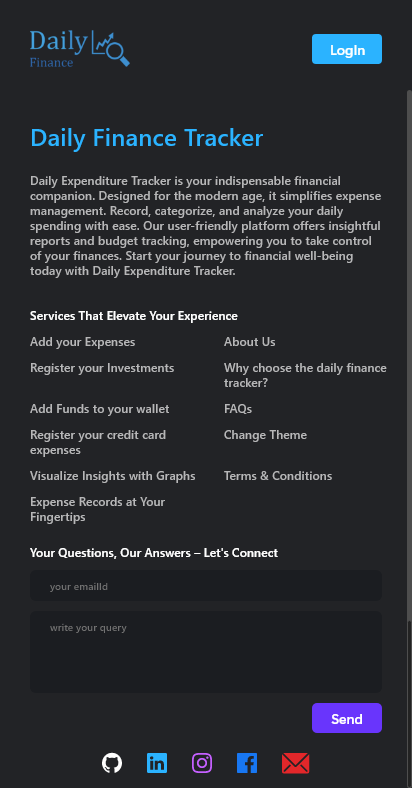 Daily
Finance
LogIn
Daily Finance Tracker
Daily Expenditure Tracker is your indispensable financial
companion. Designed for the modern age, it simplifies expense
management. Record, categorize, and analyze your daily
spending with ease. Our user-friendly platform offers insightful
reports and budget tracking, empowering you to take control
of your finances. Start your journey to financial well-being
today with Daily Expenditure Tracker.
Services That Elevate Your Experience
Add your Expenses
About Us
Register your Investments
Why choose the daily finance
tracker?
Add Funds to your wallet
FAQs
Register your credit card
expenses
Change Theme
Visualize Insights with Graphs
Terms & Conditions
Expense Records at Your
Fingertips
Your Questions, Our Answers – Let's Connect
your emailId
write your query
Send